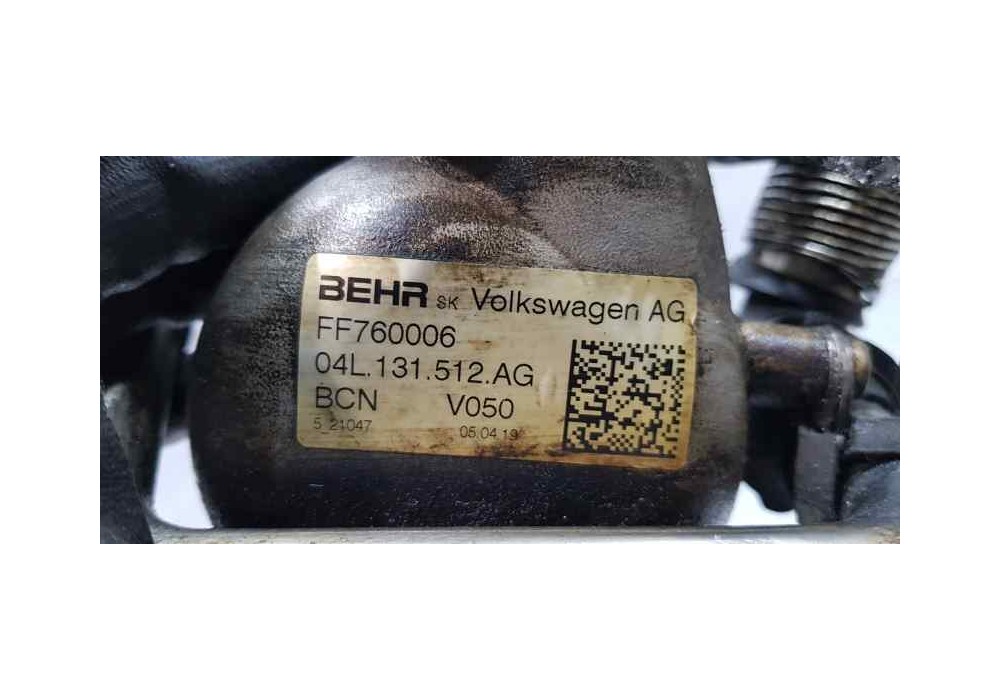 BEHR SK Volkswagen AG
FF760006
04L.131.512.AG
BCN V050
5_21047 05.04.19